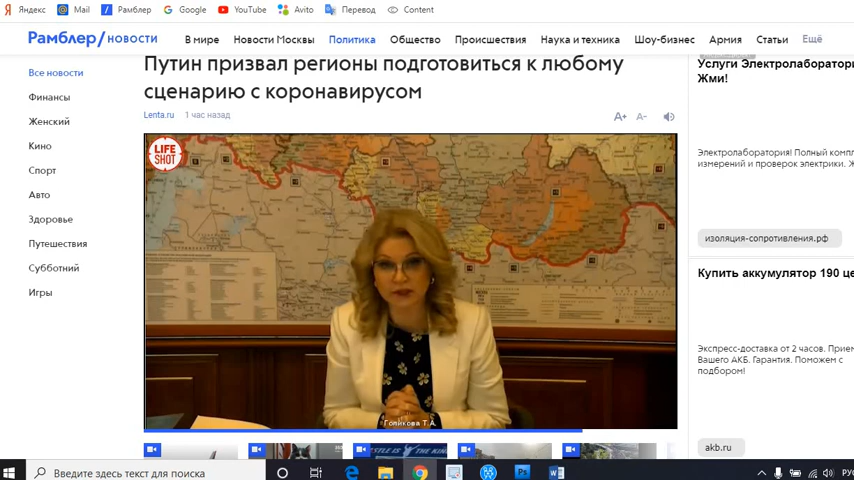 Яндекс Mail Рамблер Google YouTube Avito Перевод Content
Рамблер/новости В мире Новости Москвы Политика Общество Происшествия Наука и техника Шоу-бизнес Армия Статьи Ещё
Все новости
Финансы
Женский
Кино
Спорт
Авто
Здоровье
Путешествия
Субботний
Игры
Путин призвал регионы подготовиться к любому
сценарию с коронавирусом
Lenta.ru 1 час назад
A+ A-
LIFE
SHOT
Голикова Т.А.
Услуги Электролаборатори
Жми!
Электролаборатория! Полный компл
измерений и проверок электрики.
изоляция-сопротивления.рф
Купить аккумулятор 190 це
Экспресс-доставка от 2 часов. Прием
Вашего АКБ. Гарантия. Поможем с
подбором!
akb.ru
Введите здесь текст для поиска
РУС